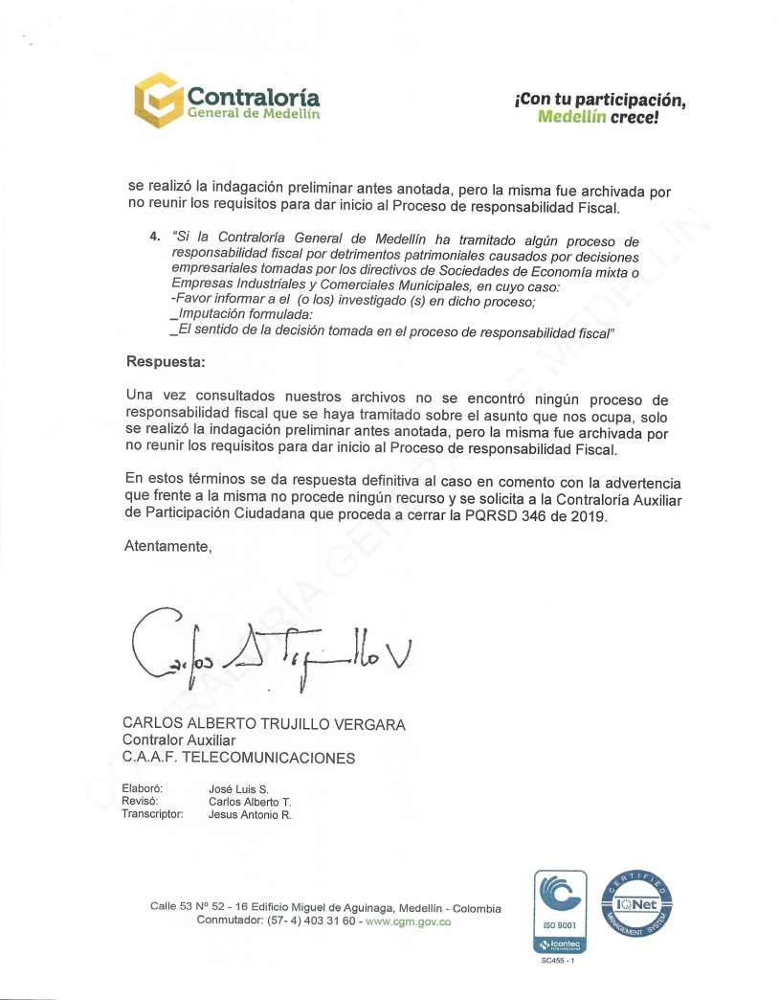 Contraloría
General de Medellín
¡Con tu participación,
Medellín crece!
se realizó la indagación preliminar antes anotada, pero la misma fue archivada por
no reunir los requisitos para dar inicio al Proceso de responsabilidad Fiscal.
4. "Si la Contraloría General de Medellín ha tramitado algún proceso de
responsabilidad fiscal por detrimentos patrimoniales causados por decisiones
empresariales tomadas por los directivos de Sociedades de Economía mixta o
Empresas Industriales y Comerciales Municipales, en cuyo caso:
-Favor informar a el (o los) investigado (s) en dicho proceso;
_Imputación formulada:
_El sentido de la decisión tomada en el proceso de responsabilidad fiscal"
Respuesta:
Una vez consultados nuestros archivos no se encontró ningún proceso de
responsabilidad fiscal que se haya tramitado sobre el asunto que nos ocupa, solo
se realizó la indagación preliminar antes anotada, pero la misma fue archivada por
no reunir los requisitos para dar inicio al Proceso de responsabilidad Fiscal.
En estos términos se da respuesta definitiva al caso en comento con la advertencia
que frente a la misma no procede ningún recurso y se solicita a la Contraloría Auxiliar
de Participación Ciudadana que proceda a cerrar la PQRSD 346 de 2019.
Atentamente,
Carlos A Trujillo V
CARLOS ALBERTO TRUJILLO VERGARA
Contralor Auxiliar
C.A.A.F. TELECOMUNICACIONES
Elaboró: José Luis S.
Revisó: Carlos Alberto T.
Transcriptor: Jesus Antonio R.
Calle 53 Nº 52 - 16 Edificio Miguel de Aguinaga, Medellín - Colombia
Conmutador: (57- 4) 403 31 60 - www.cgm.gov.co
ISO 9001
Icontec
Internacional
SC455 - 1
CERTIFIED
IQNet
MANAGEMENT SYSTEM
CONTRALORÍA GENERAL DE MEDELLÍN